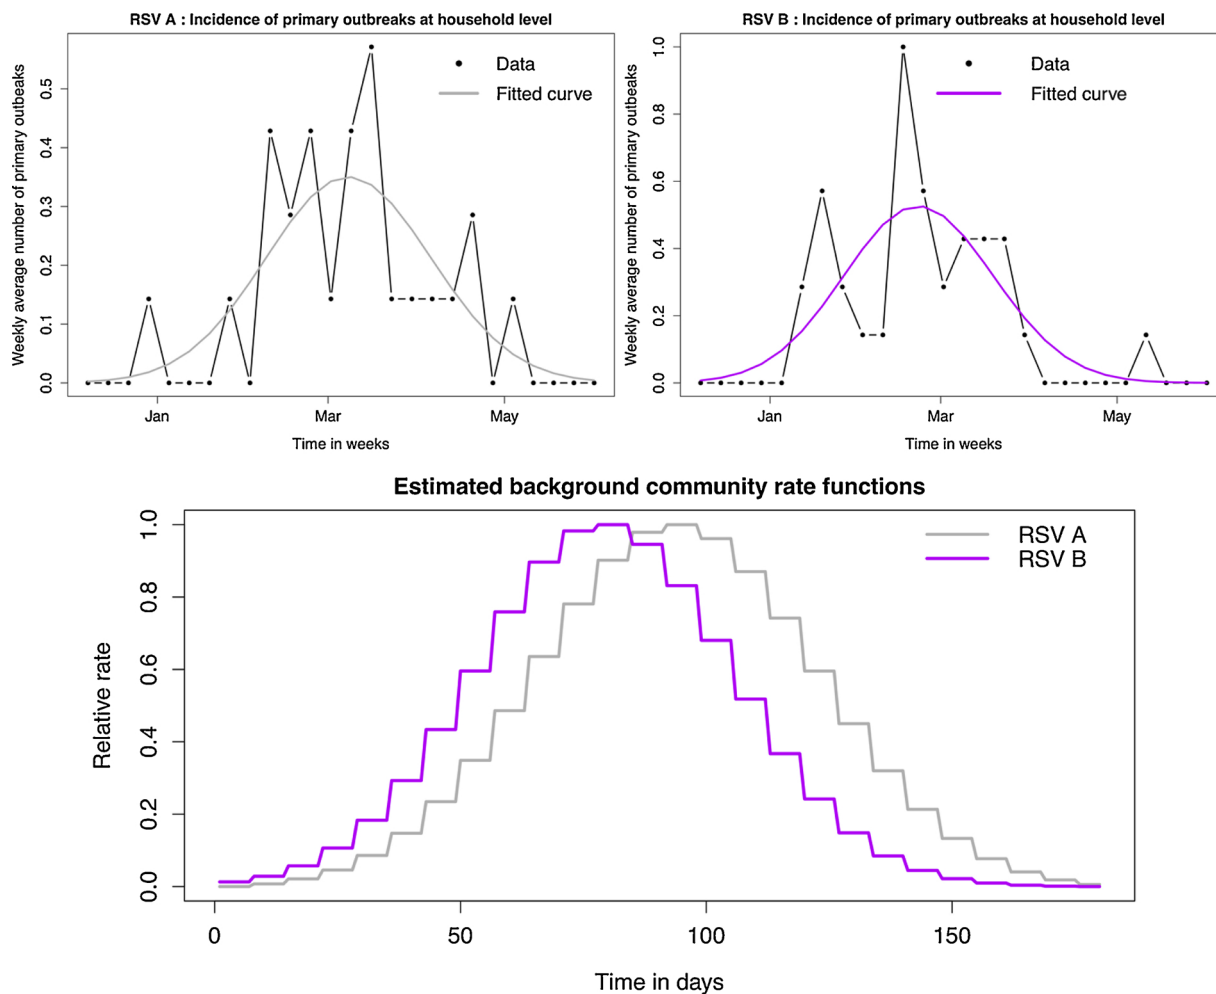 RSV A : Incidence of primary outbreaks at household level
Weekly average number of primary outbreaks
0.5
0.4
0.3
0.2
0.1
0.0
Data
Fitted curve
Jan
Mar
May
Time in weeks
RSV B : Incidence of primary outbreaks at household level
Weekly average number of primary outbreaks
1.0
0.8
0.6
0.4
0.2
0.0
Data
Fitted curve
Jan
Mar
May
Time in weeks
Estimated background community rate functions
Relative rate
1.0
0.8
0.6
0.4
0.2
0.0
RSV A
RSV B
0
50
100
150
Time in days